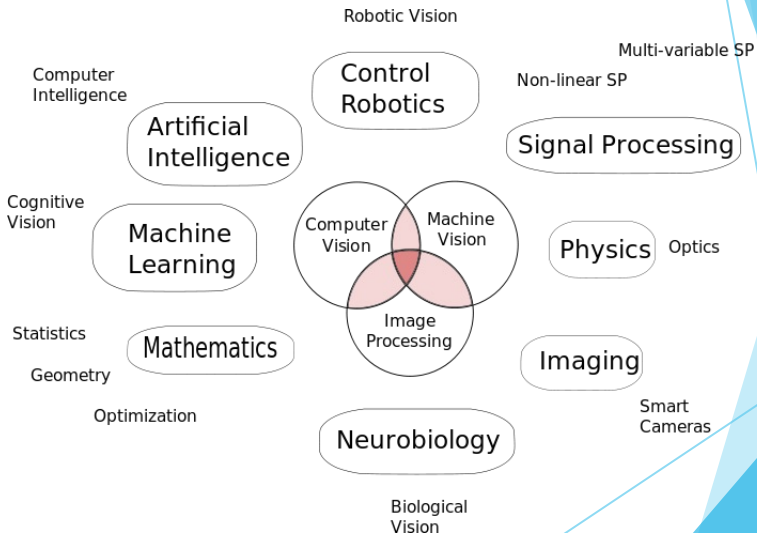 Robotic Vision
Multi-variable SP
Computer
Intelligence
Non-linear SP
Control
Robotics
Artificial
Intelligence
Signal Processing
Cognitive
Vision
Machine
Learning
Computer
Vision
Machine
Vision
Physics
Optics
Image
Processing
Statistics
Mathematics
Geometry
Imaging
Optimization
Smart
Cameras
Neurobiology
Biological
Vision